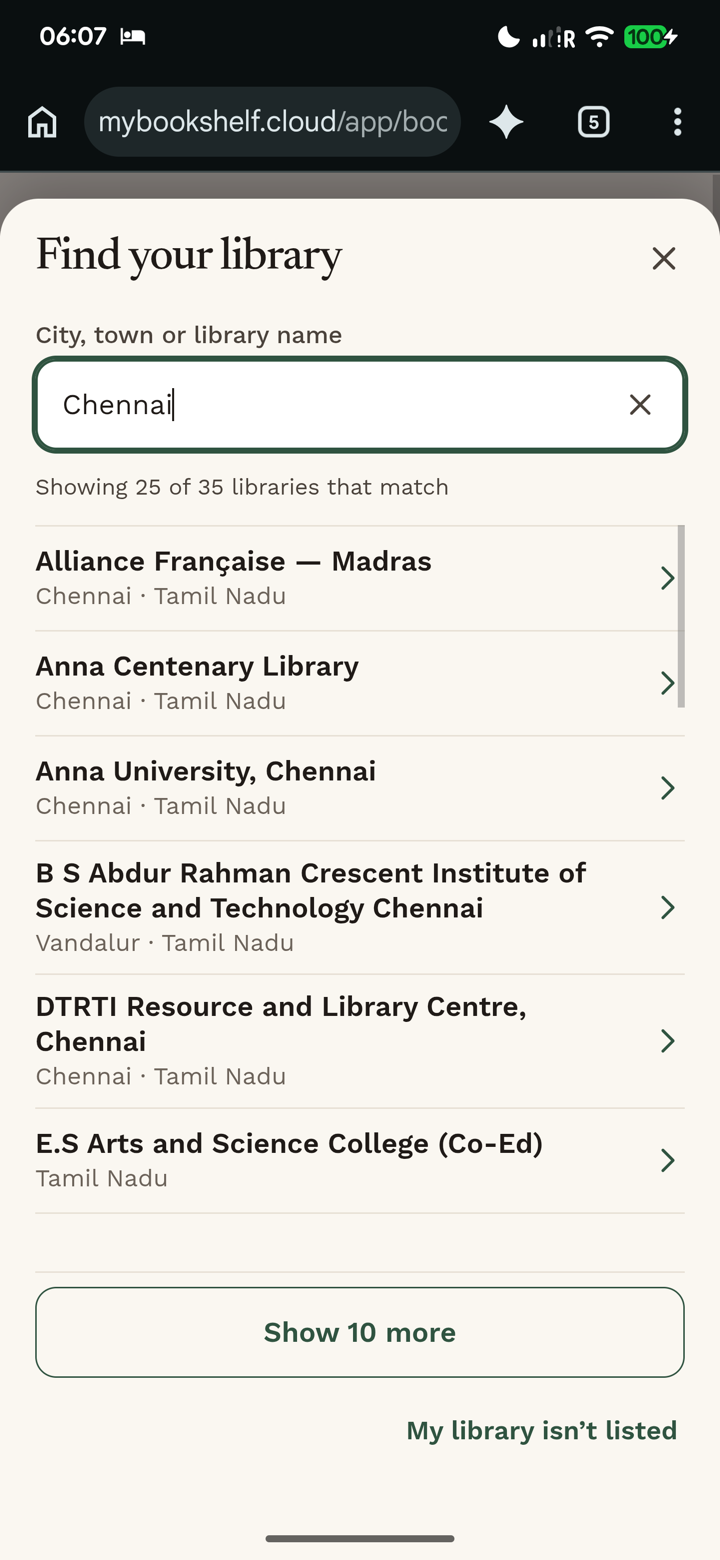 06:07
R
100
mybookshelf.cloud/app/boc
5
Find your library
City, town or library name
Chennai
Showing 25 of 35 libraries that match
Alliance Française — Madras
Chennai · Tamil Nadu
Anna Centenary Library
Chennai · Tamil Nadu
Anna University, Chennai
Chennai · Tamil Nadu
B S Abdur Rahman Crescent Institute of
Science and Technology Chennai
Vandalur · Tamil Nadu
DTRTI Resource and Library Centre,
Chennai
Chennai · Tamil Nadu
E.S Arts and Science College (Co-Ed)
Tamil Nadu
Show 10 more
My library isn’t listed